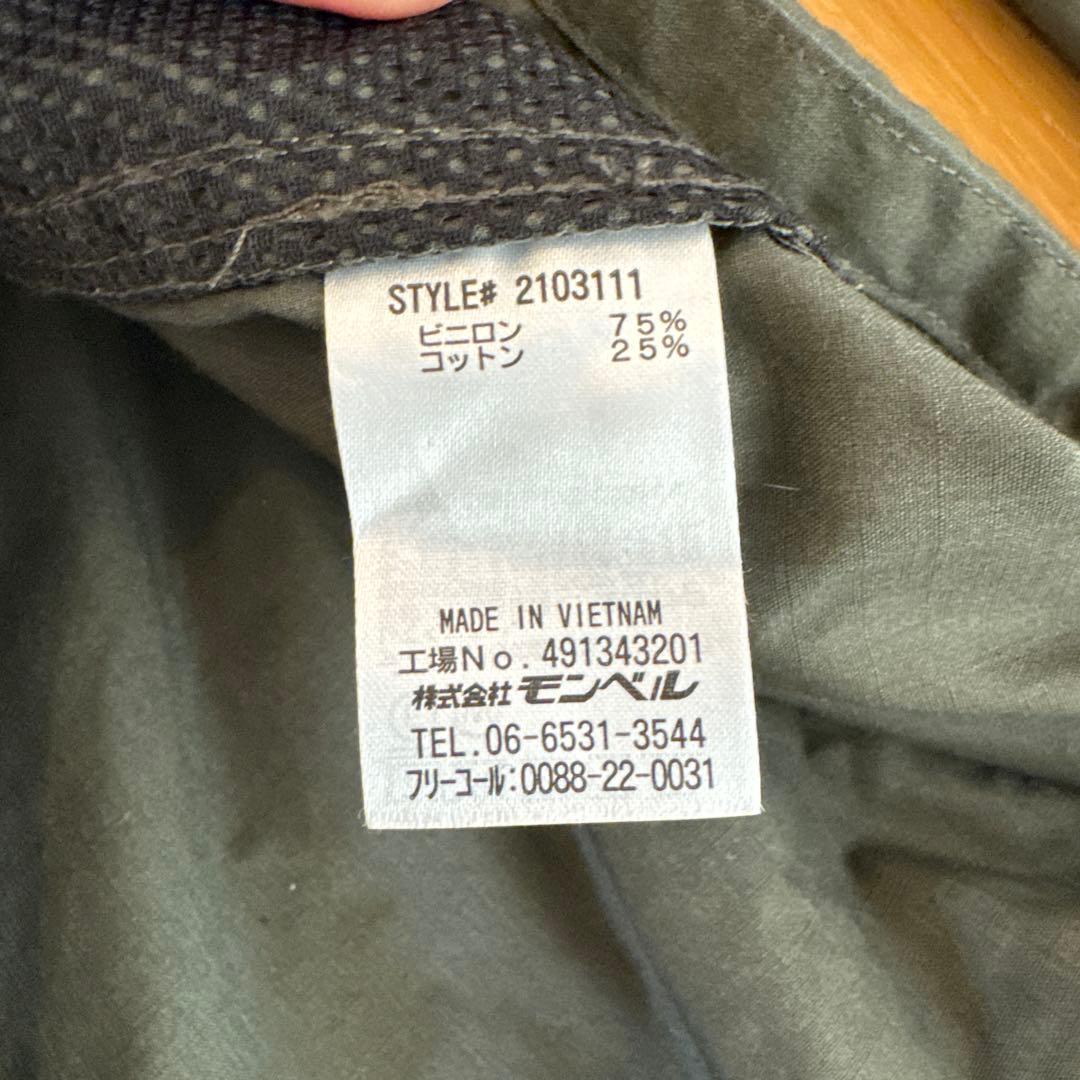 STYLE# 2103111
ビニロン 75%
コットン 25%
MADE IN VIETNAM
工場No. 491343201
株式会社 モンベル
TEL.06-6531-3544
フリーコール:0088-22-0031